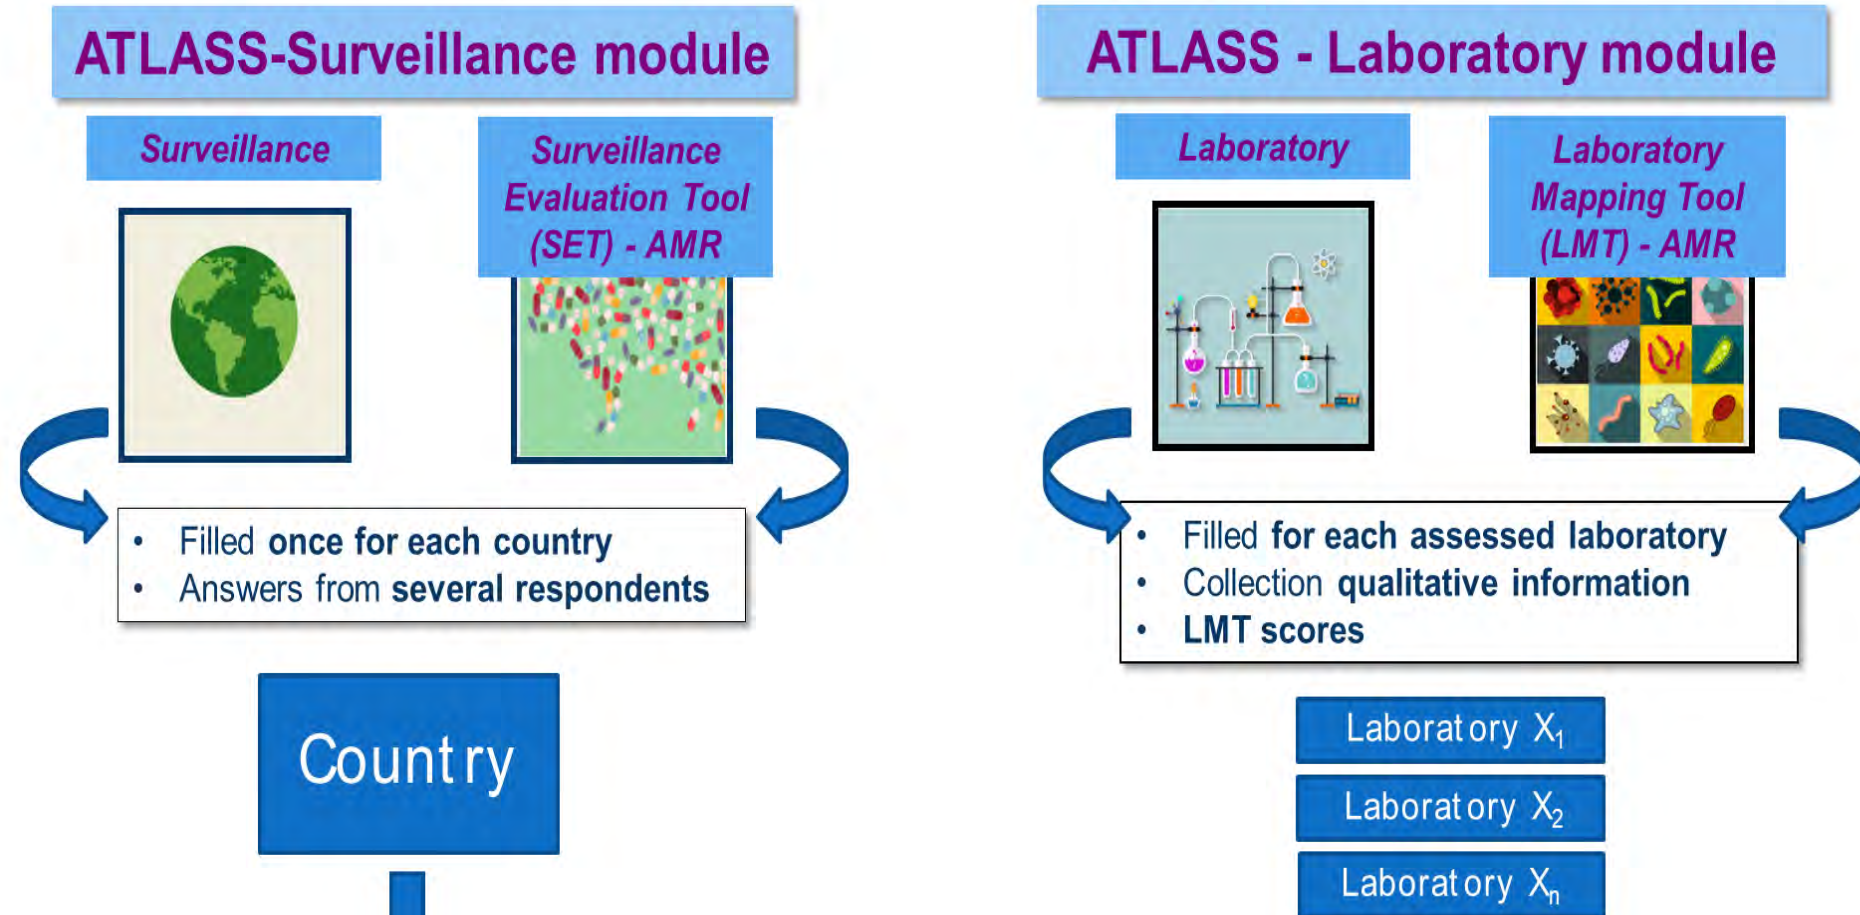 ATLASS-Surveillance module
Surveillance
Surveillance
Evaluation Tool
(SET) - AMR
• Filled once for each country
• Answers from several respondents
Country
ATLASS - Laboratory module
Laboratory
Laboratory
Mapping Tool
(LMT) - AMR
• Filled for each assessed laboratory
• Collection qualitative information
• LMT scores
Laboratory X₁
Laboratory X₂
Laboratory Xₙ